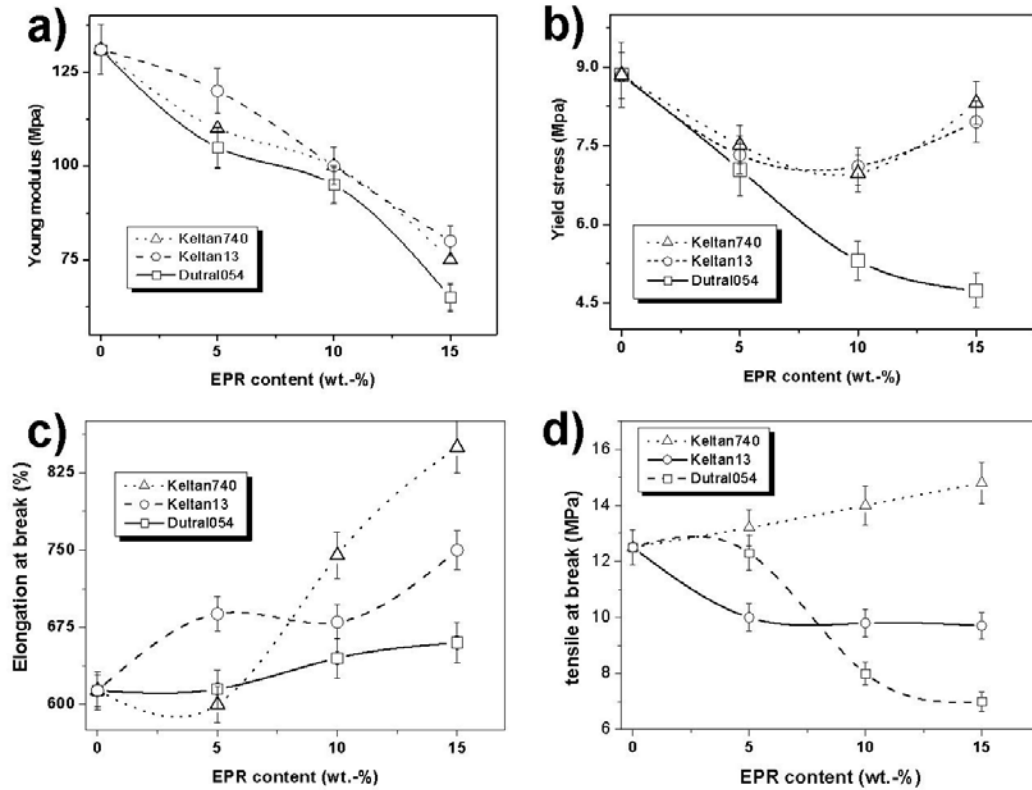 a)
Young modulus (Mpa)
125
100
75
Keltan740
Keltan13
Dutral054
0 5 10 15
EPR content (wt.-%)
b)
Yield stress (Mpa)
9.0
7.5
6.0
4.5
Keltan740
Keltan13
Dutral054
0 5 10 15
EPR content (wt.-%)
c)
Elongation at break (%)
825
750
675
600
Keltan740
Keltan13
Dutral054
0 5 10 15
EPR content (wt.-%)
d)
tensile at break (MPa)
16
14
12
10
8
6
Keltan740
Keltan13
Dutral054
0 5 10 15
EPR content (wt.-%)